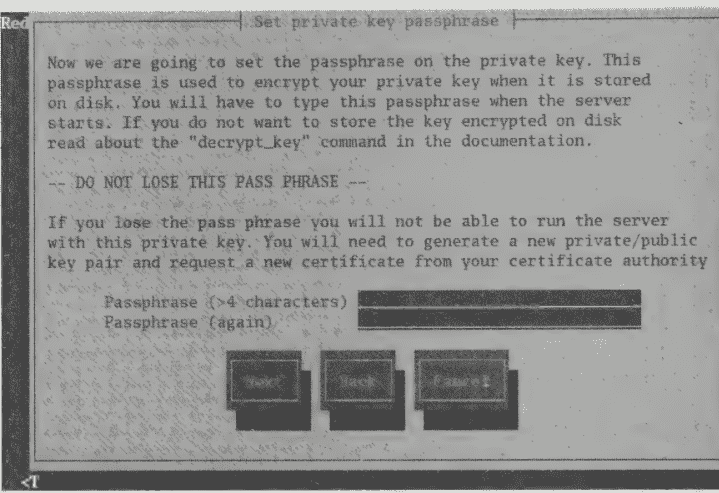 Red
Set private key passphrase
Now we are going to set the passphrase on the private key. This
passphrase is used to encrypt your private key when it is stored
on disk. You will have to type this passphrase when the server
starts. If you do not want to store the key encrypted on disk
read about the "decrypt_key" command in the documentation.
-- DO NOT LOSE THIS PASS PHRASE --
If you lose the pass phrase you will not be able to run the server
with this private key. You will need to generate a new private/public
key pair and request a new certificate from your certificate authority
Passphrase (>4 characters)
Passphrase (again)
Next Back Cancel
<T